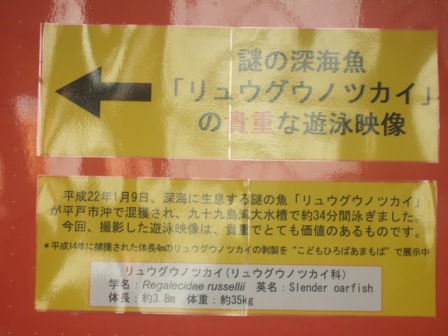 謎の深海魚
「リュウグウノツカイ」
の貴重な遊泳映像
平成22年1月9日、深海に生息する謎の魚「リュウグウノツカイ」
が平戸市沖で混獲され、九十九島湾大水槽で約34分間泳ぎました。
今回、撮影した遊泳映像は、貴重でとても価値のあるものです。
*平成14年に捕獲された体長4mのリュウグウノツカイの剥製を"こどもひろばあまもば"で展示中
リュウグウノツカイ(リュウグウノツカイ科)
学名:Regalecidae russellii 英名:Slender oarfish
体長:約3.8m 体重:約35kg